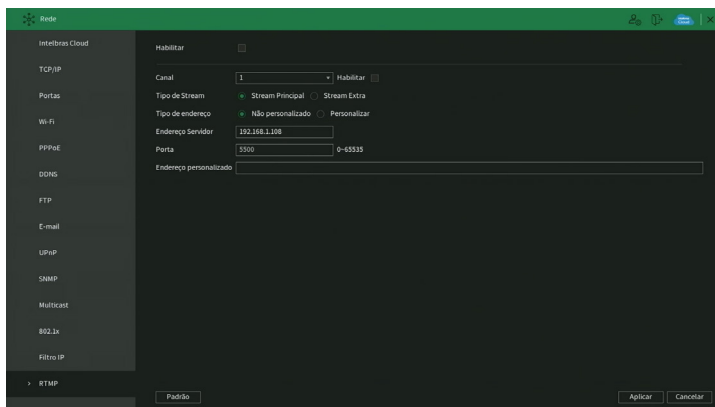 Rede
Intelbras Cloud
TCP/IP
Portas
Wi-Fi
PPPoE
DDNS
FTP
E-mail
UPnP
SNMP
Multicast
802.1x
Filtro IP
> RTMP
Habilitar
Canal 1 Habilitar
Tipo de Stream Stream Principal Stream Extra
Tipo de endereço Não personalizado Personalizar
Endereço Servidor 192.168.1.108
Porta 5500 0~65535
Endereço personalizado
Padrão Aplicar Cancelar